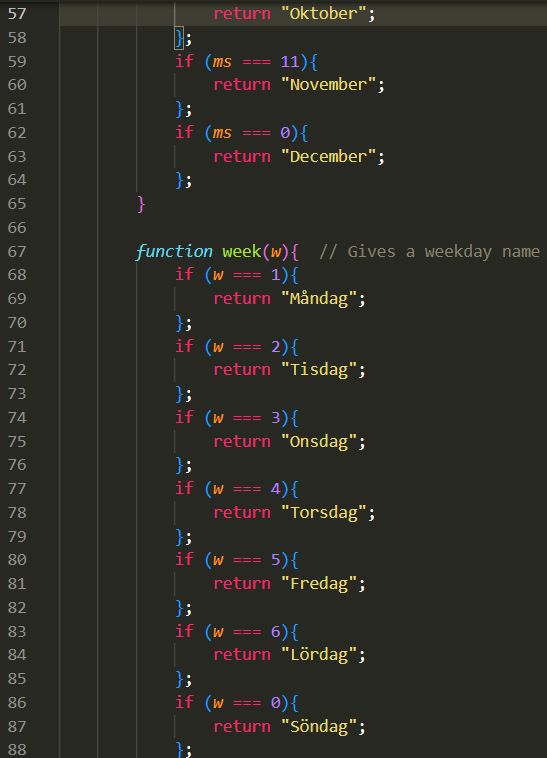 57 return "Oktober";
58 };
59 if (ms === 11){
60 return "November";
61 };
62 if (ms === 0){
63 return "December";
64 };
65 }
66
67 function week(w){  // Gives a weekday name
68 if (w === 1){
69 return "Måndag";
70 };
71 if (w === 2){
72 return "Tisdag";
73 };
74 if (w === 3){
75 return "Onsdag";
76 };
77 if (w === 4){
78 return "Torsdag";
79 };
80 if (w === 5){
81 return "Fredag";
82 };
83 if (w === 6){
84 return "Lördag";
85 };
86 if (w === 0){
87 return "Söndag";
88 };